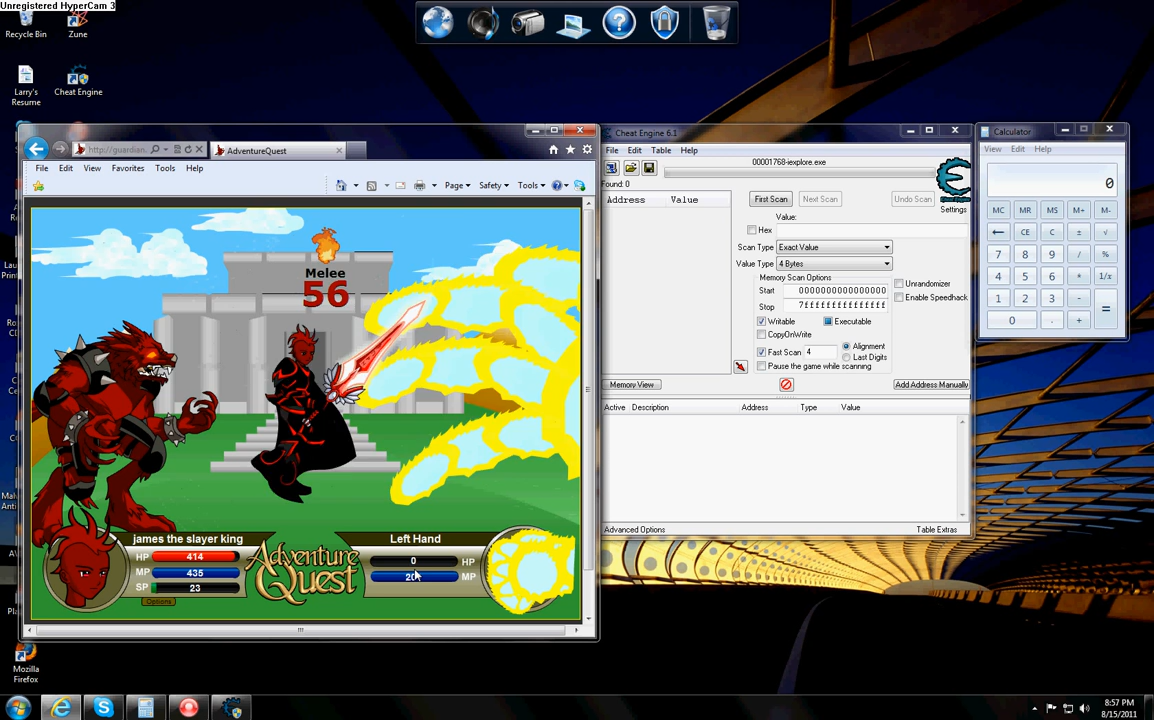 Unregistered HyperCam 3
Recycle Bin
Zune
Larry's Resume
Cheat Engine
http://guardian.
AdventureQuest
File Edit View Favorites Tools Help
Page Safety Tools
Melee
56
james the slayer king
HP 414
MP 435
SP 23
Options
Adventure Quest
Left Hand
0 HP
MP
Cheat Engine 6.1
File Edit Table Help
00001768-iexplore.exe
Found: 0
Address Value
First Scan Next Scan Undo Scan
Settings
Value:
Hex
Scan Type Exact Value
Value Type 4 Bytes
Memory Scan Options
Start 0000000000000000
Stop 7fffffffffffffff
Unrandomizer
Enable Speedhack
Writable Executable
CopyOnWrite
Fast Scan 4 Alignment
Last Digits
Pause the game while scanning
Memory View Add Address Manually
Active Description Address Type Value
Advanced Options Table Extras
Calculator
View Edit Help
0
MC MR MS M+ M-
← CE C ± √
7 8 9 / %
4 5 6 * 1/x
1 2 3 - =
0 . +
Mozilla Firefox
8:57 PM
8/15/2011